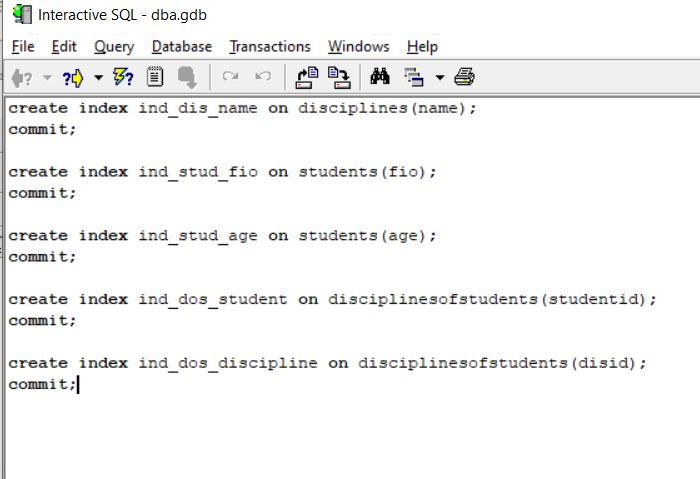 Interactive SQL - dba.gdb
File Edit Query Database Transactions Windows Help
create index ind_dis_name on disciplines(name);
commit;
create index ind_stud_fio on students(fio);
commit;
create index ind_stud_age on students(age);
commit;
create index ind_dos_student on disciplinesofstudents(studentid);
commit;
create index ind_dos_discipline on disciplinesofstudents(disid);
commit;